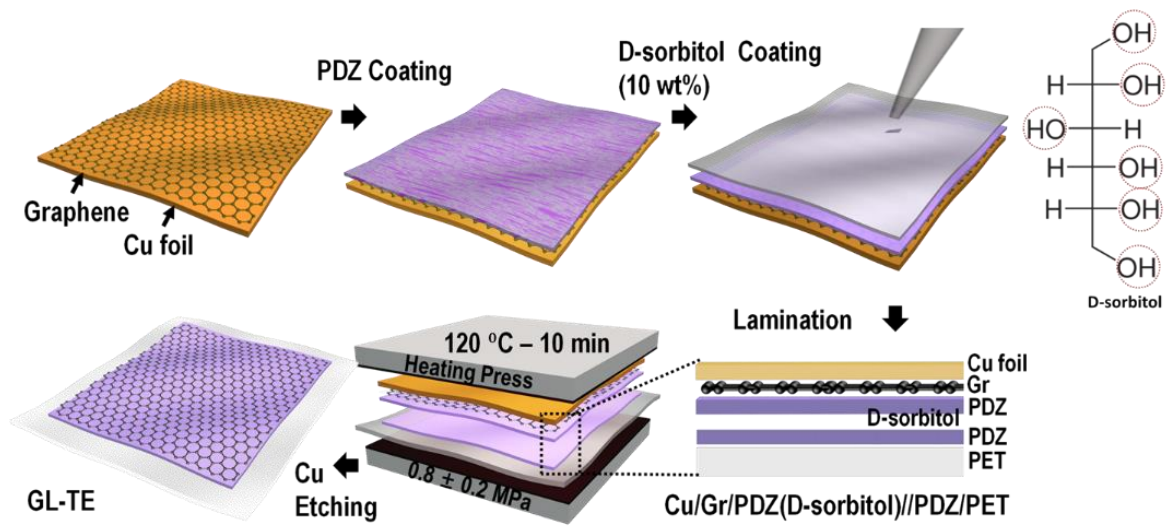 PDZ Coating
D-sorbitol Coating
(10 wt%)
Graphene
Cu foil
OH
H
OH
HO
H
H
OH
H
OH
OH
D-sorbitol
Lamination
120 ºC – 10 min
Heating Press
0.8 ± 0.2 MPa
Cu foil
Gr
PDZ
D-sorbitol
PDZ
PET
Cu/Gr/PDZ(D-sorbitol)//PDZ/PET
Cu
Etching
GL-TE